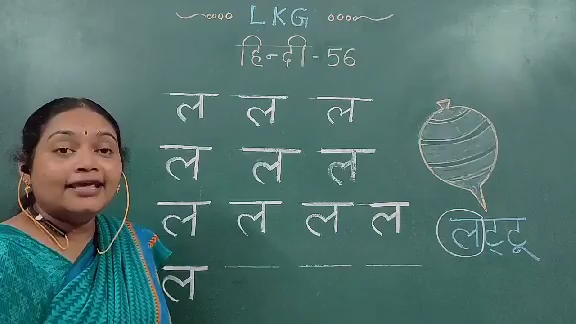 LKG
हिन्दी - 56
ल ल ल
ल ल ल
ल ल ल ल
ल
लट्टू